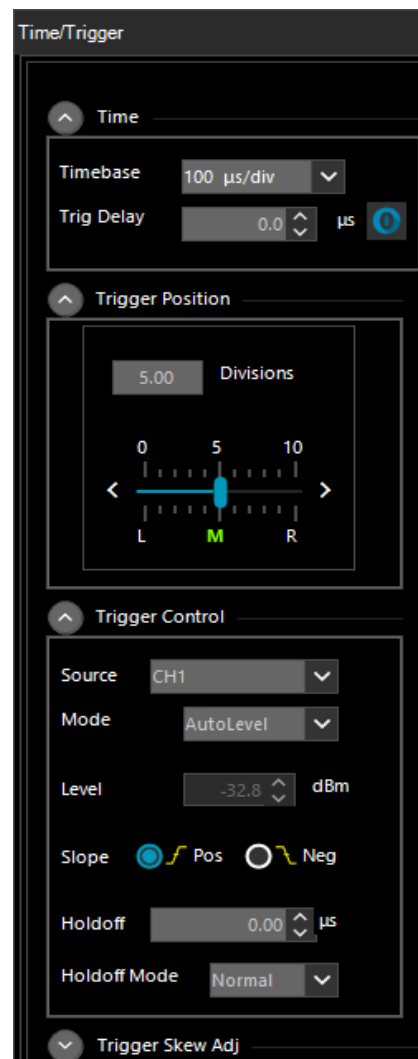 Time/Trigger
Time
Timebase 100 µs/div
Trig Delay 0.0 µs
Trigger Position
5.00 Divisions
0 5 10
L M R
Trigger Control
Source CH1
Mode AutoLevel
Level -32.8 dBm
Slope Pos Neg
Holdoff 0.00 µs
Holdoff Mode Normal
Trigger Skew Adj